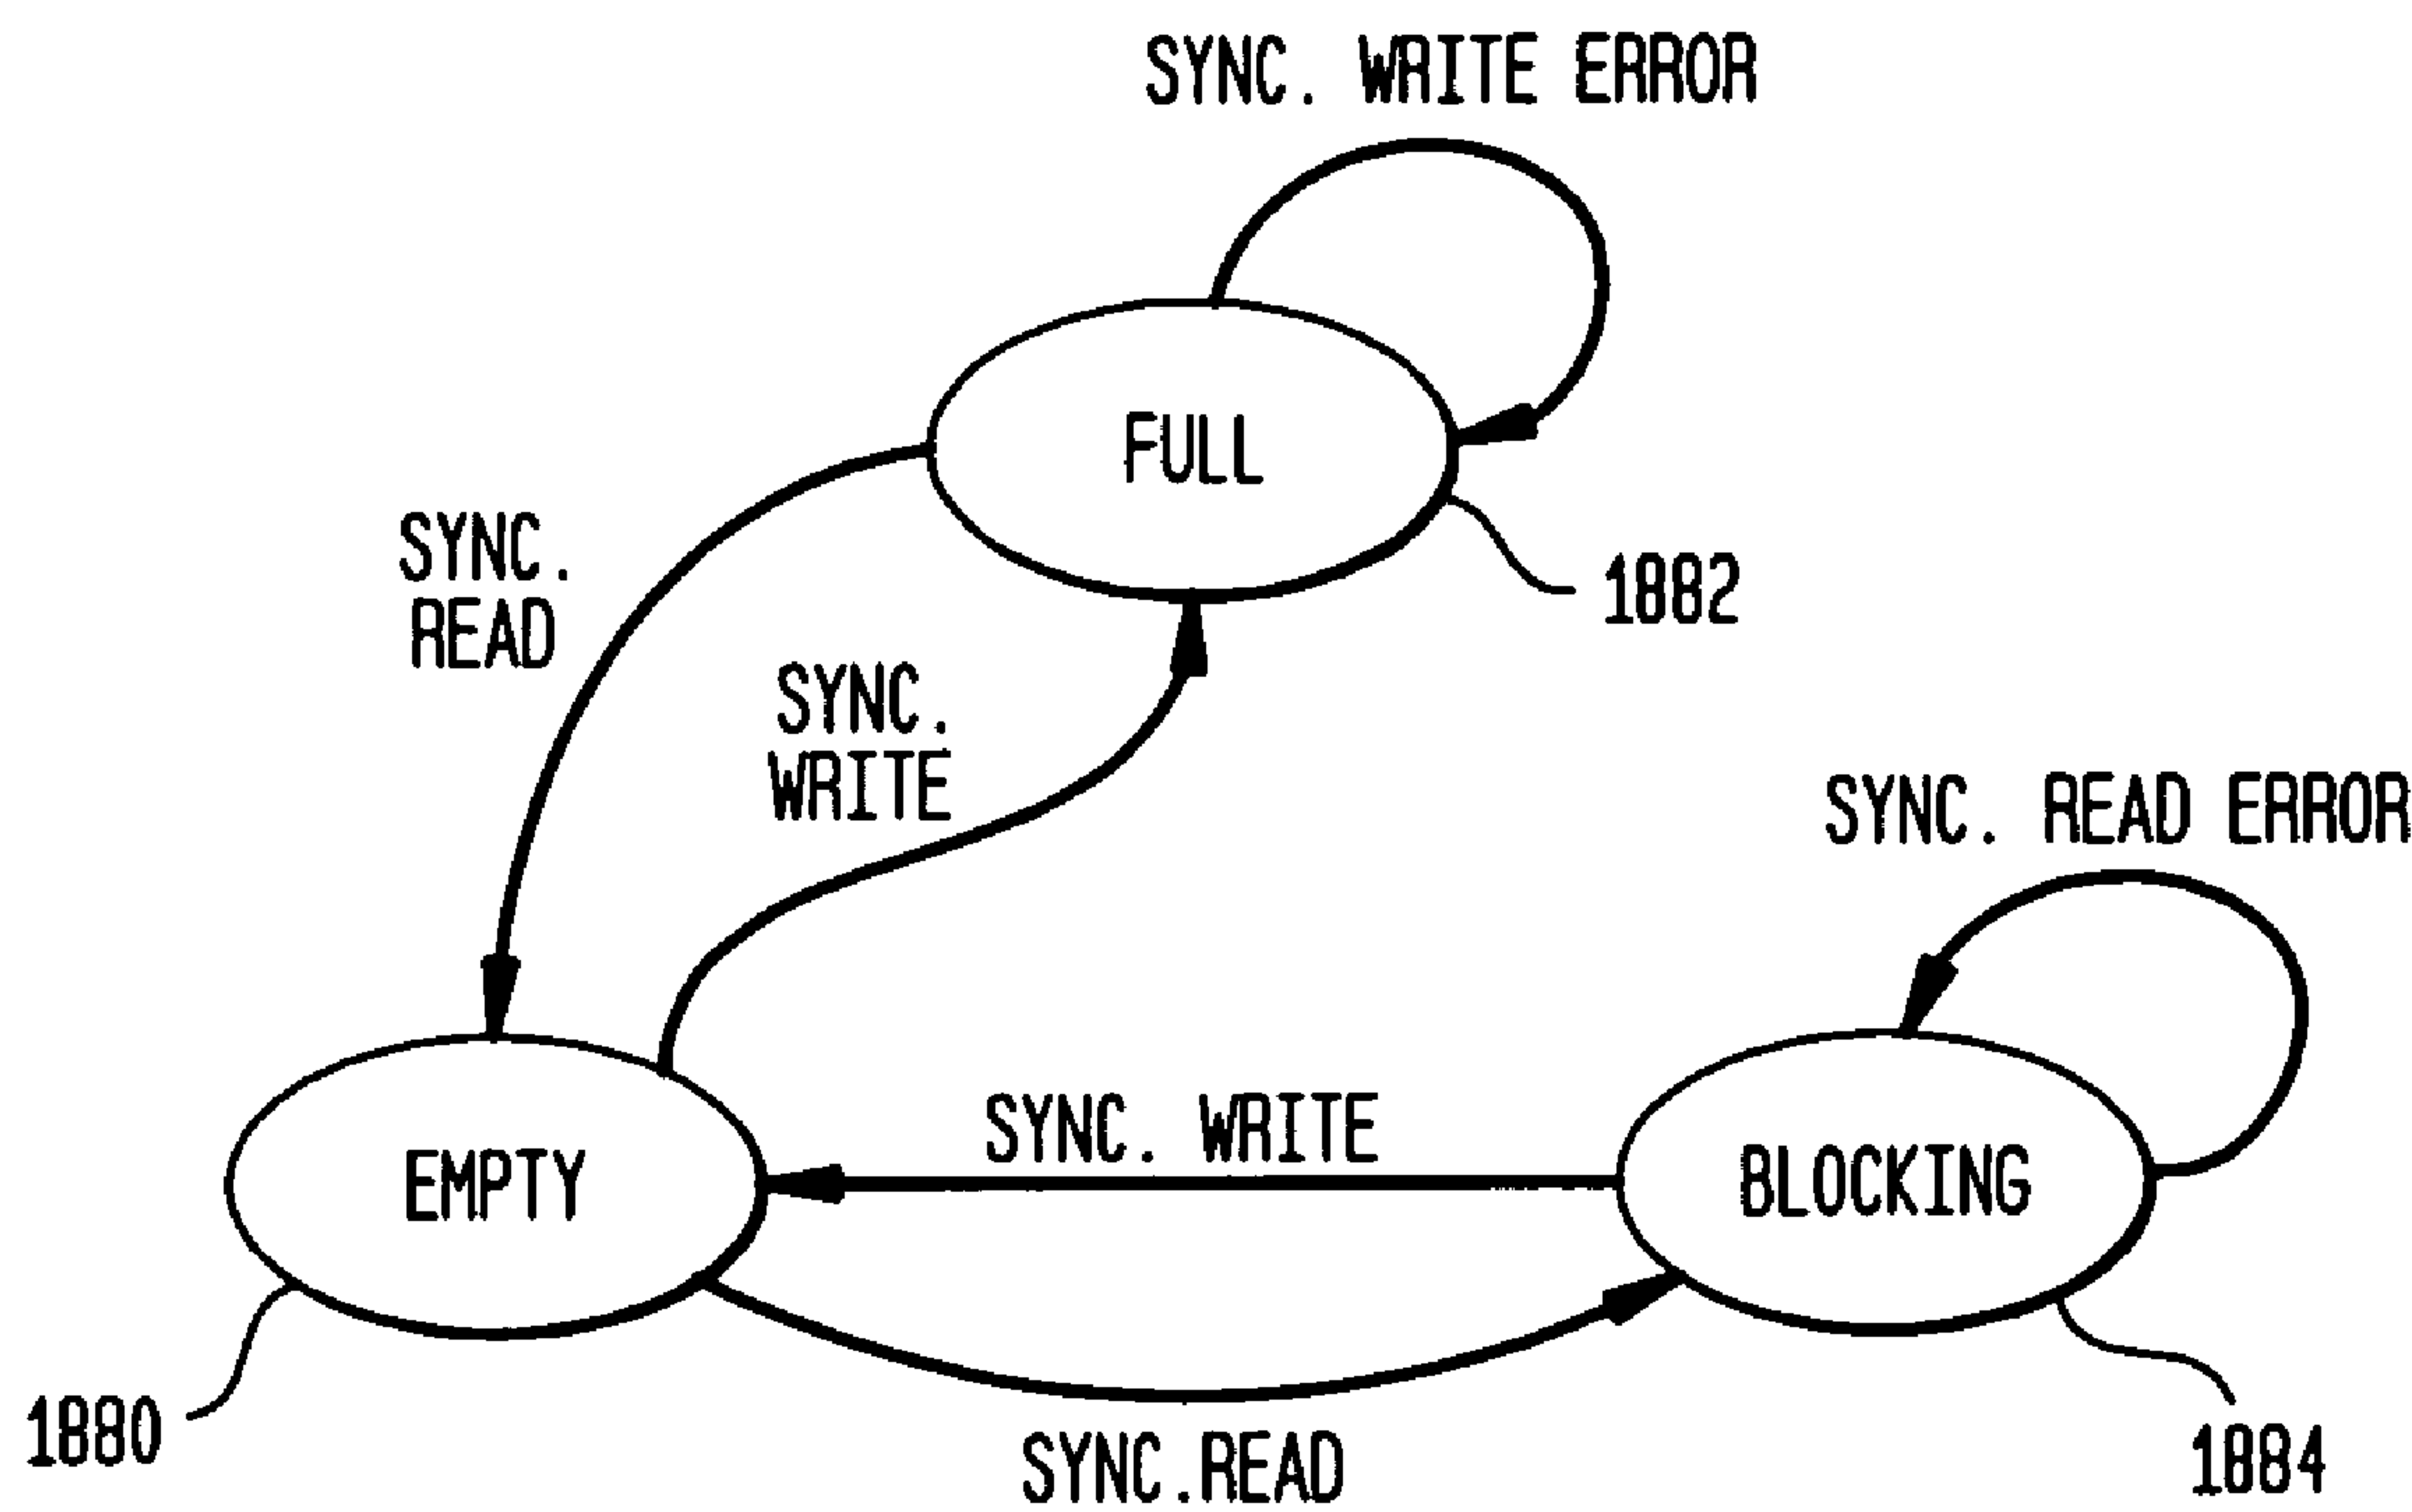 SYNC. WRITE ERROR
FULL
SYNC.
READ
1882
SYNC.
WRITE
SYNC. READ ERROR
SYNC. WRITE
EMPTY
BLOCKING
1880
SYNC.READ
1884